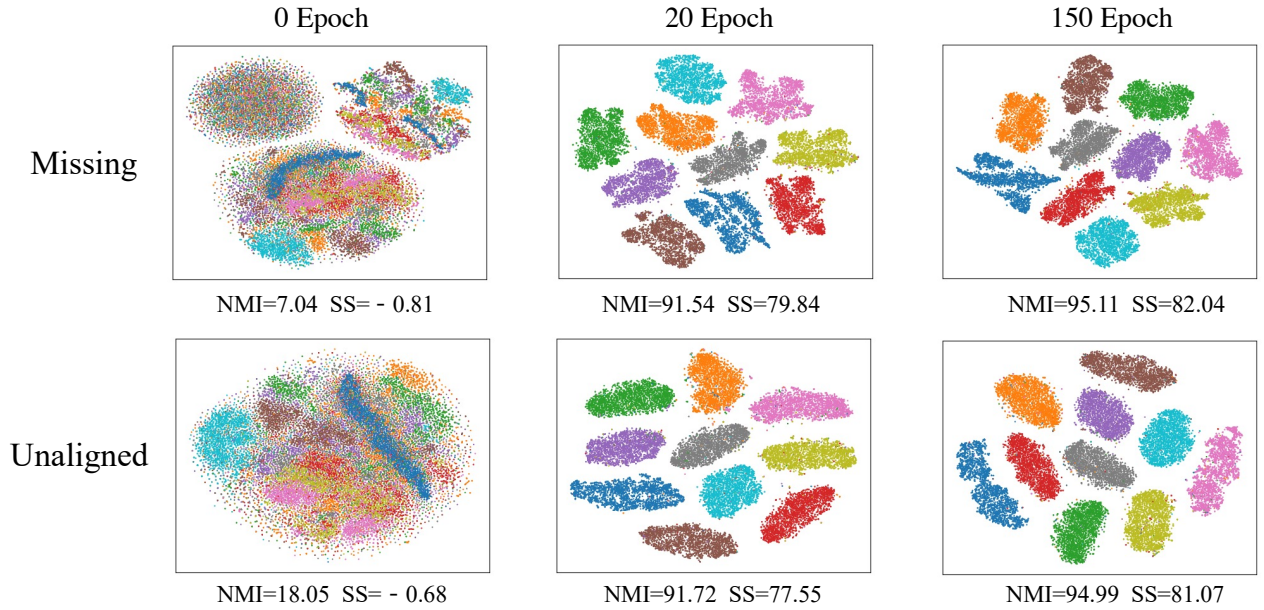 0 Epoch 20 Epoch 150 Epoch
Missing
NMI=7.04 SS= - 0.81 NMI=91.54 SS=79.84 NMI=95.11 SS=82.04
Unaligned
NMI=18.05 SS= - 0.68 NMI=91.72 SS=77.55 NMI=94.99 SS=81.07